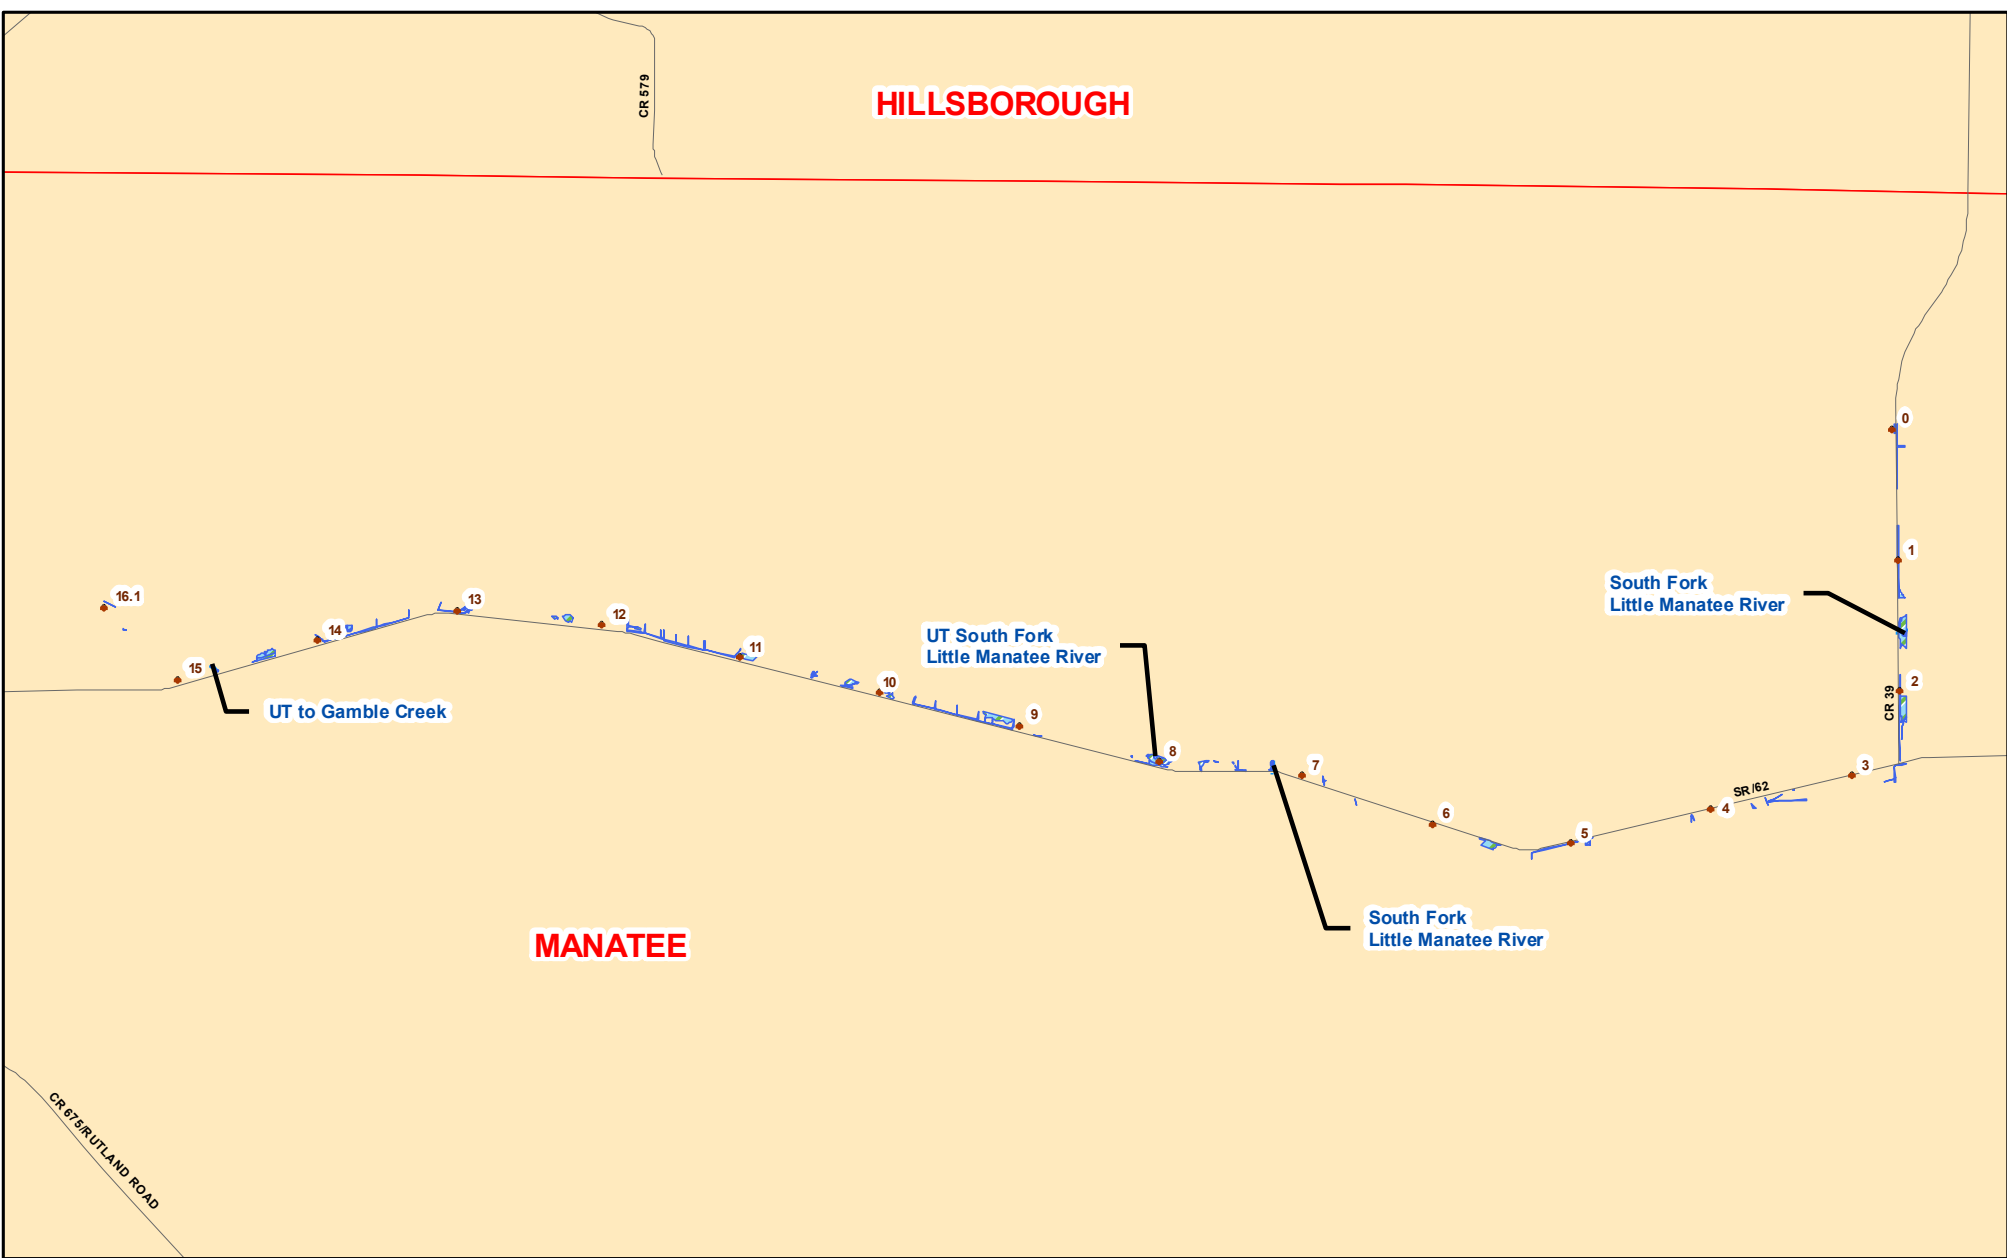 CR 579
HILLSBOROUGH
0
1
South Fork
Little Manatee River
16.1
13
12
14
UT South Fork
Little Manatee River
11
15
10
2
CR 39
UT to Gamble Creek
9
8
7
3
SR /62
4
6
5
South Fork
Little Manatee River
MANATEE
CR 675/RUTLAND ROAD